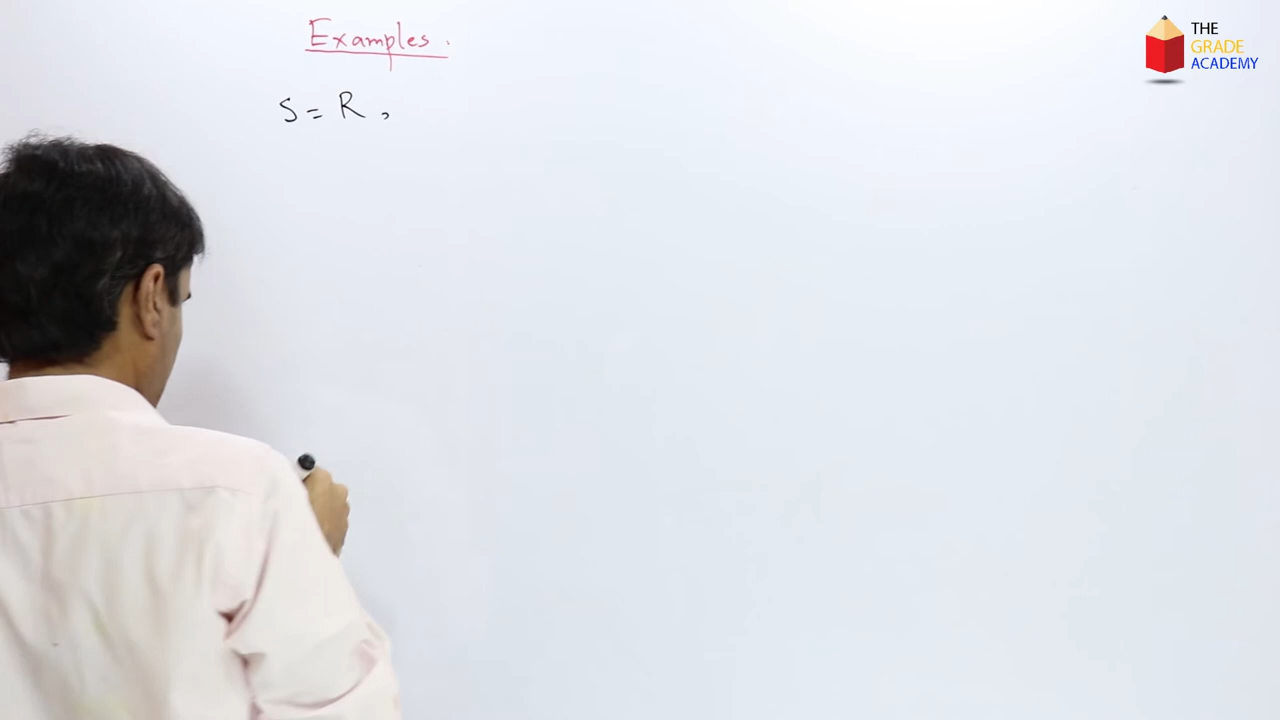 Examples.
S = R ,
THE
GRADE
ACADEMY